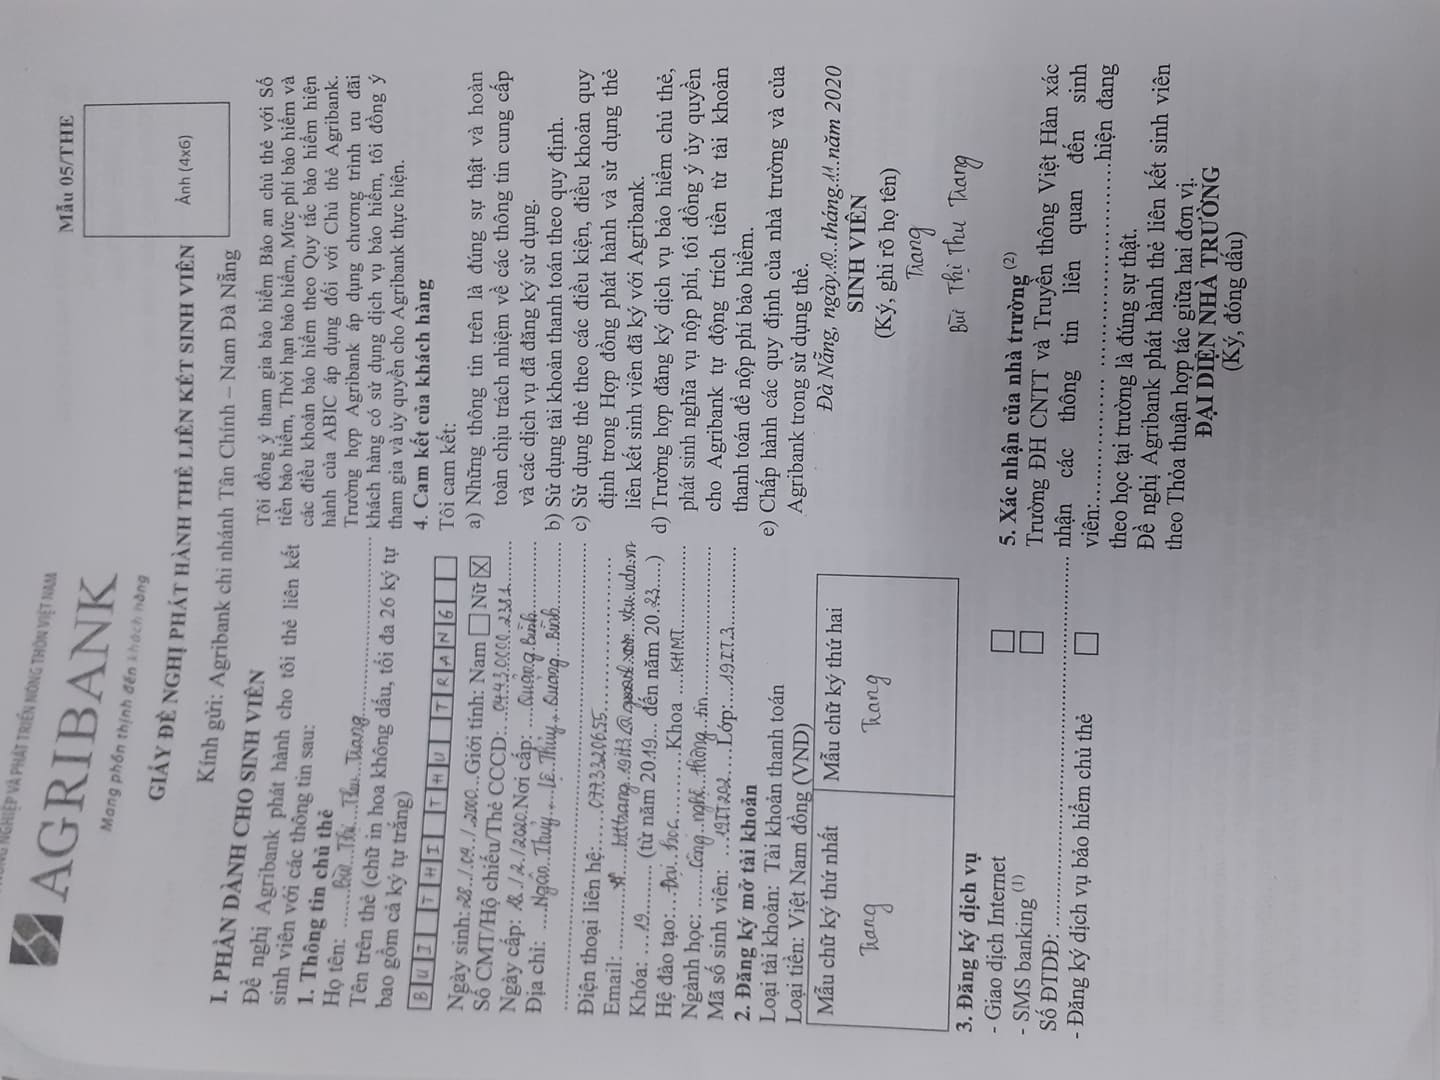 NGHIỆP VÀ PHÁT TRIỂN NÔNG THÔN VIỆT NAM
AGRIBANK
Mang phồn thịnh đến khách hàng
Mẫu 05/THE
Ảnh (4x6)
GIẤY ĐỀ NGHỊ PHÁT HÀNH THẺ LIÊN KẾT SINH VIÊN
Kính gửi: Agribank chi nhánh Tân Chính – Nam Đà Nẵng
I. PHẦN DÀNH CHO SINH VIÊN
Đề nghị Agribank phát hành cho tôi thẻ liên kết
sinh viên với các thông tin sau:
1. Thông tin chủ thẻ
Họ tên: Bùi Thị Thu Trang
Tên trên thẻ (chữ in hoa không dấu, tối đa 26 ký tự
bao gồm cả ký tự trắng)
BUI THI THU TRANG
Ngày sinh: 28/09/2000 Giới tính: Nam ☐ Nữ ☒
Số CMT/Hộ chiếu/Thẻ CCCD: 044300002381
Ngày cấp: 18/2/2020 Nơi cấp: Quảng Bình
Địa chỉ: Ngân Thuỷ, Lệ Thủy, Quảng Bình
Điện thoại liên hệ: 0773320655
Email: btttrang.19it3@vku.udn.vn
Khóa: 19 (từ năm 2019 đến năm 2023)
Hệ đào tạo: Đại học Khoa KHMT
Ngành học: Công nghệ thông tin
Mã số sinh viên: 19IT202 Lớp: 19IT3
2. Đăng ký mở tài khoản
Loại tài khoản: Tài khoản thanh toán
Loại tiền: Việt Nam đồng (VND)
Mẫu chữ ký thứ nhất Mẫu chữ ký thứ hai
Trang Trang
3. Đăng ký dịch vụ
- Giao dịch Internet ☐
- SMS banking (1) ☐
Số ĐTDĐ:
- Đăng ký dịch vụ bảo hiểm chủ thẻ ☐
Tôi đồng ý tham gia bảo hiểm Bảo an chủ thẻ với Số
tiền bảo hiểm, Thời hạn bảo hiểm, Mức phí bảo hiểm và
các điều khoản bảo hiểm theo Quy tắc bảo hiểm hiện
hành của ABIC áp dụng đối với Chủ thẻ Agribank.
Trường hợp Agribank áp dụng chương trình ưu đãi
khách hàng có sử dụng dịch vụ bảo hiểm, tôi đồng ý
tham gia và ủy quyền cho Agribank thực hiện.
4. Cam kết của khách hàng
Tôi cam kết:
a) Những thông tin trên là đúng sự thật và hoàn
toàn chịu trách nhiệm về các thông tin cung cấp
và các dịch vụ đã đăng ký sử dụng.
b) Sử dụng tài khoản thanh toán theo quy định.
c) Sử dụng thẻ theo các điều kiện, điều khoản quy
định trong Hợp đồng phát hành và sử dụng thẻ
liên kết sinh viên đã ký với Agribank.
d) Trường hợp đăng ký dịch vụ bảo hiểm chủ thẻ,
phát sinh nghĩa vụ nộp phí, tôi đồng ý ủy quyền
cho Agribank tự động trích tiền từ tài khoản
thanh toán để nộp phí bảo hiểm.
e) Chấp hành các quy định của nhà trường và của
Agribank trong sử dụng thẻ.
Đà Nẵng, ngày 10 tháng 11 năm 2020
SINH VIÊN
(Ký, ghi rõ họ tên)
Trang
Bùi Thị Thu Trang
5. Xác nhận của nhà trường (2)
Trường ĐH CNTT và Truyền thông Việt Hàn xác
nhận các thông tin liên quan đến sinh
viên: hiện đang
theo học tại trường là đúng sự thật.
Đề nghị Agribank phát hành thẻ liên kết sinh viên
theo Thỏa thuận hợp tác giữa hai đơn vị.
ĐẠI DIỆN NHÀ TRƯỜNG
(Ký, đóng dấu)